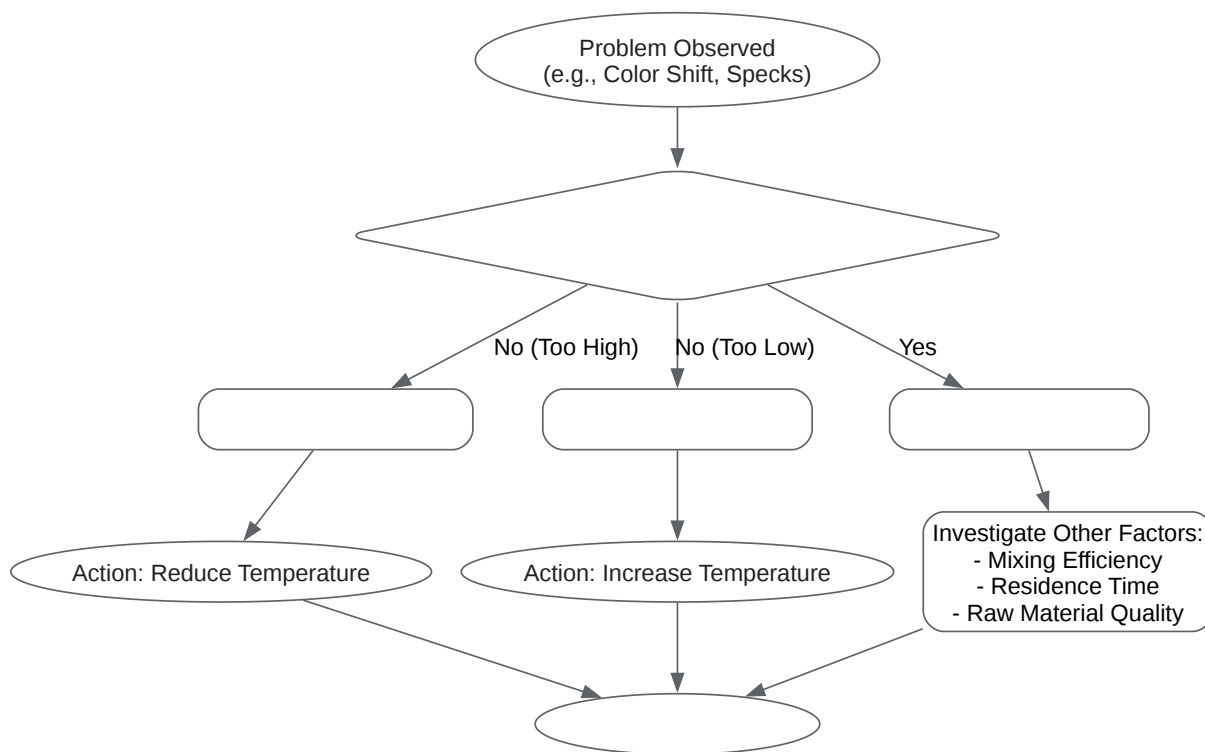 Problem Observed
(e.g., Color Shift, Specks)
No (Too High)
No (Too Low)
Yes
Action: Reduce Temperature
Action: Increase Temperature
Investigate Other Factors:
- Mixing Efficiency
- Residence Time
- Raw Material Quality